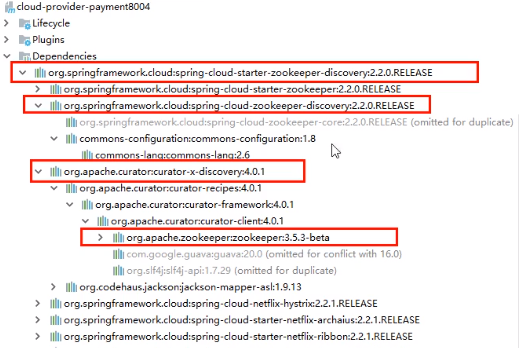 cloud-provider-payment8004
Lifecycle
Plugins
Dependencies
org.springframework.cloud:spring-cloud-starter-zookeeper-discovery:2.2.0.RELEASE
org.springframework.cloud:spring-cloud-starter-zookeeper:2.2.0.RELEASE
org.springframework.cloud:spring-cloud-zookeeper-discovery:2.2.0.RELEASE
org.springframework.cloud:spring-cloud-zookeeper-core:2.2.0.RELEASE (omitted for duplicate)
commons-configuration:commons-configuration:1.8
commons-lang:commons-lang:2.6
org.apache.curator:curator-x-discovery:4.0.1
org.apache.curator:curator-recipes:4.0.1
org.apache.curator:curator-framework:4.0.1
org.apache.curator:curator-client:4.0.1
org.apache.zookeeper:zookeeper:3.5.3-beta
com.google.guava:guava:20.0 (omitted for conflict with 16.0)
org.slf4j:slf4j-api:1.7.29 (omitted for duplicate)
org.codehaus.jackson:jackson-mapper-asl:1.9.13
org.springframework.cloud:spring-cloud-netflix-hystrix:2.2.1.RELEASE
org.springframework.cloud:spring-cloud-starter-netflix-archaius:2.2.1.RELEASE
org.springframework.cloud:spring-cloud-starter-netflix-ribbon:2.2.1.RELEASE